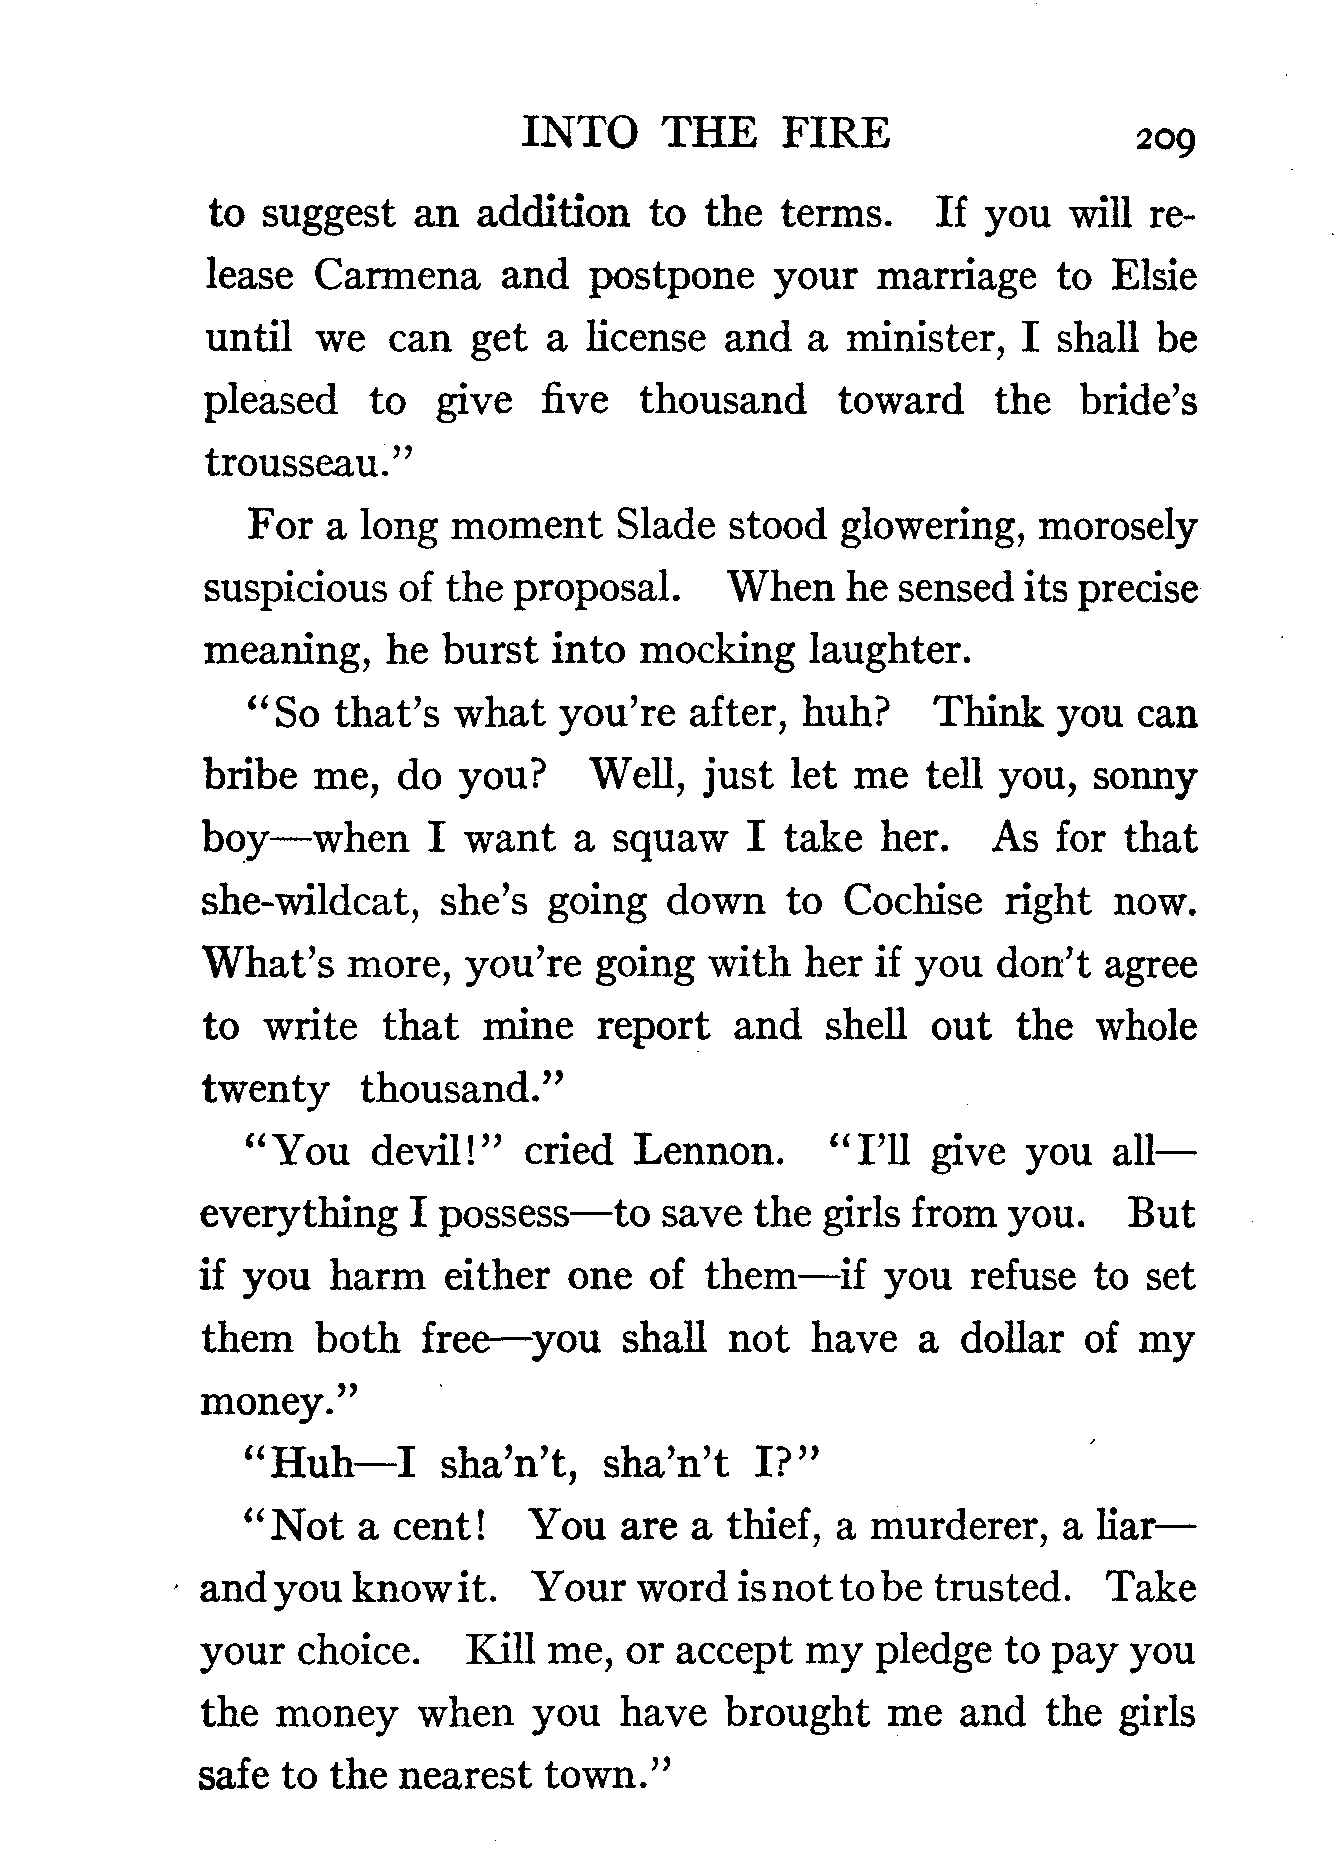 INTO THE FIRE 209
to suggest an addition to the terms. If you will re-
lease Carmena and postpone your marriage to Elsie
until we can get a license and a minister, I shall be
pleased to give five thousand toward the bride's
trousseau."
For a long moment Slade stood glowering, morosely
suspicious of the proposal. When he sensed its precise
meaning, he burst into mocking laughter.
"So that's what you're after, huh? Think you can
bribe me, do you? Well, just let me tell you, sonny
boy—when I want a squaw I take her. As for that
she-wildcat, she's going down to Cochise right now.
What's more, you're going with her if you don't agree
to write that mine report and shell out the whole
twenty thousand."
"You devil!" cried Lennon. "I'll give you all—
everything I possess—to save the girls from you. But
if you harm either one of them—if you refuse to set
them both free—you shall not have a dollar of my
money."
"Huh—I sha'n't, sha'n't I?"
"Not a cent! You are a thief, a murderer, a liar—
and you know it. Your word is not to be trusted. Take
your choice. Kill me, or accept my pledge to pay you
the money when you have brought me and the girls
safe to the nearest town."